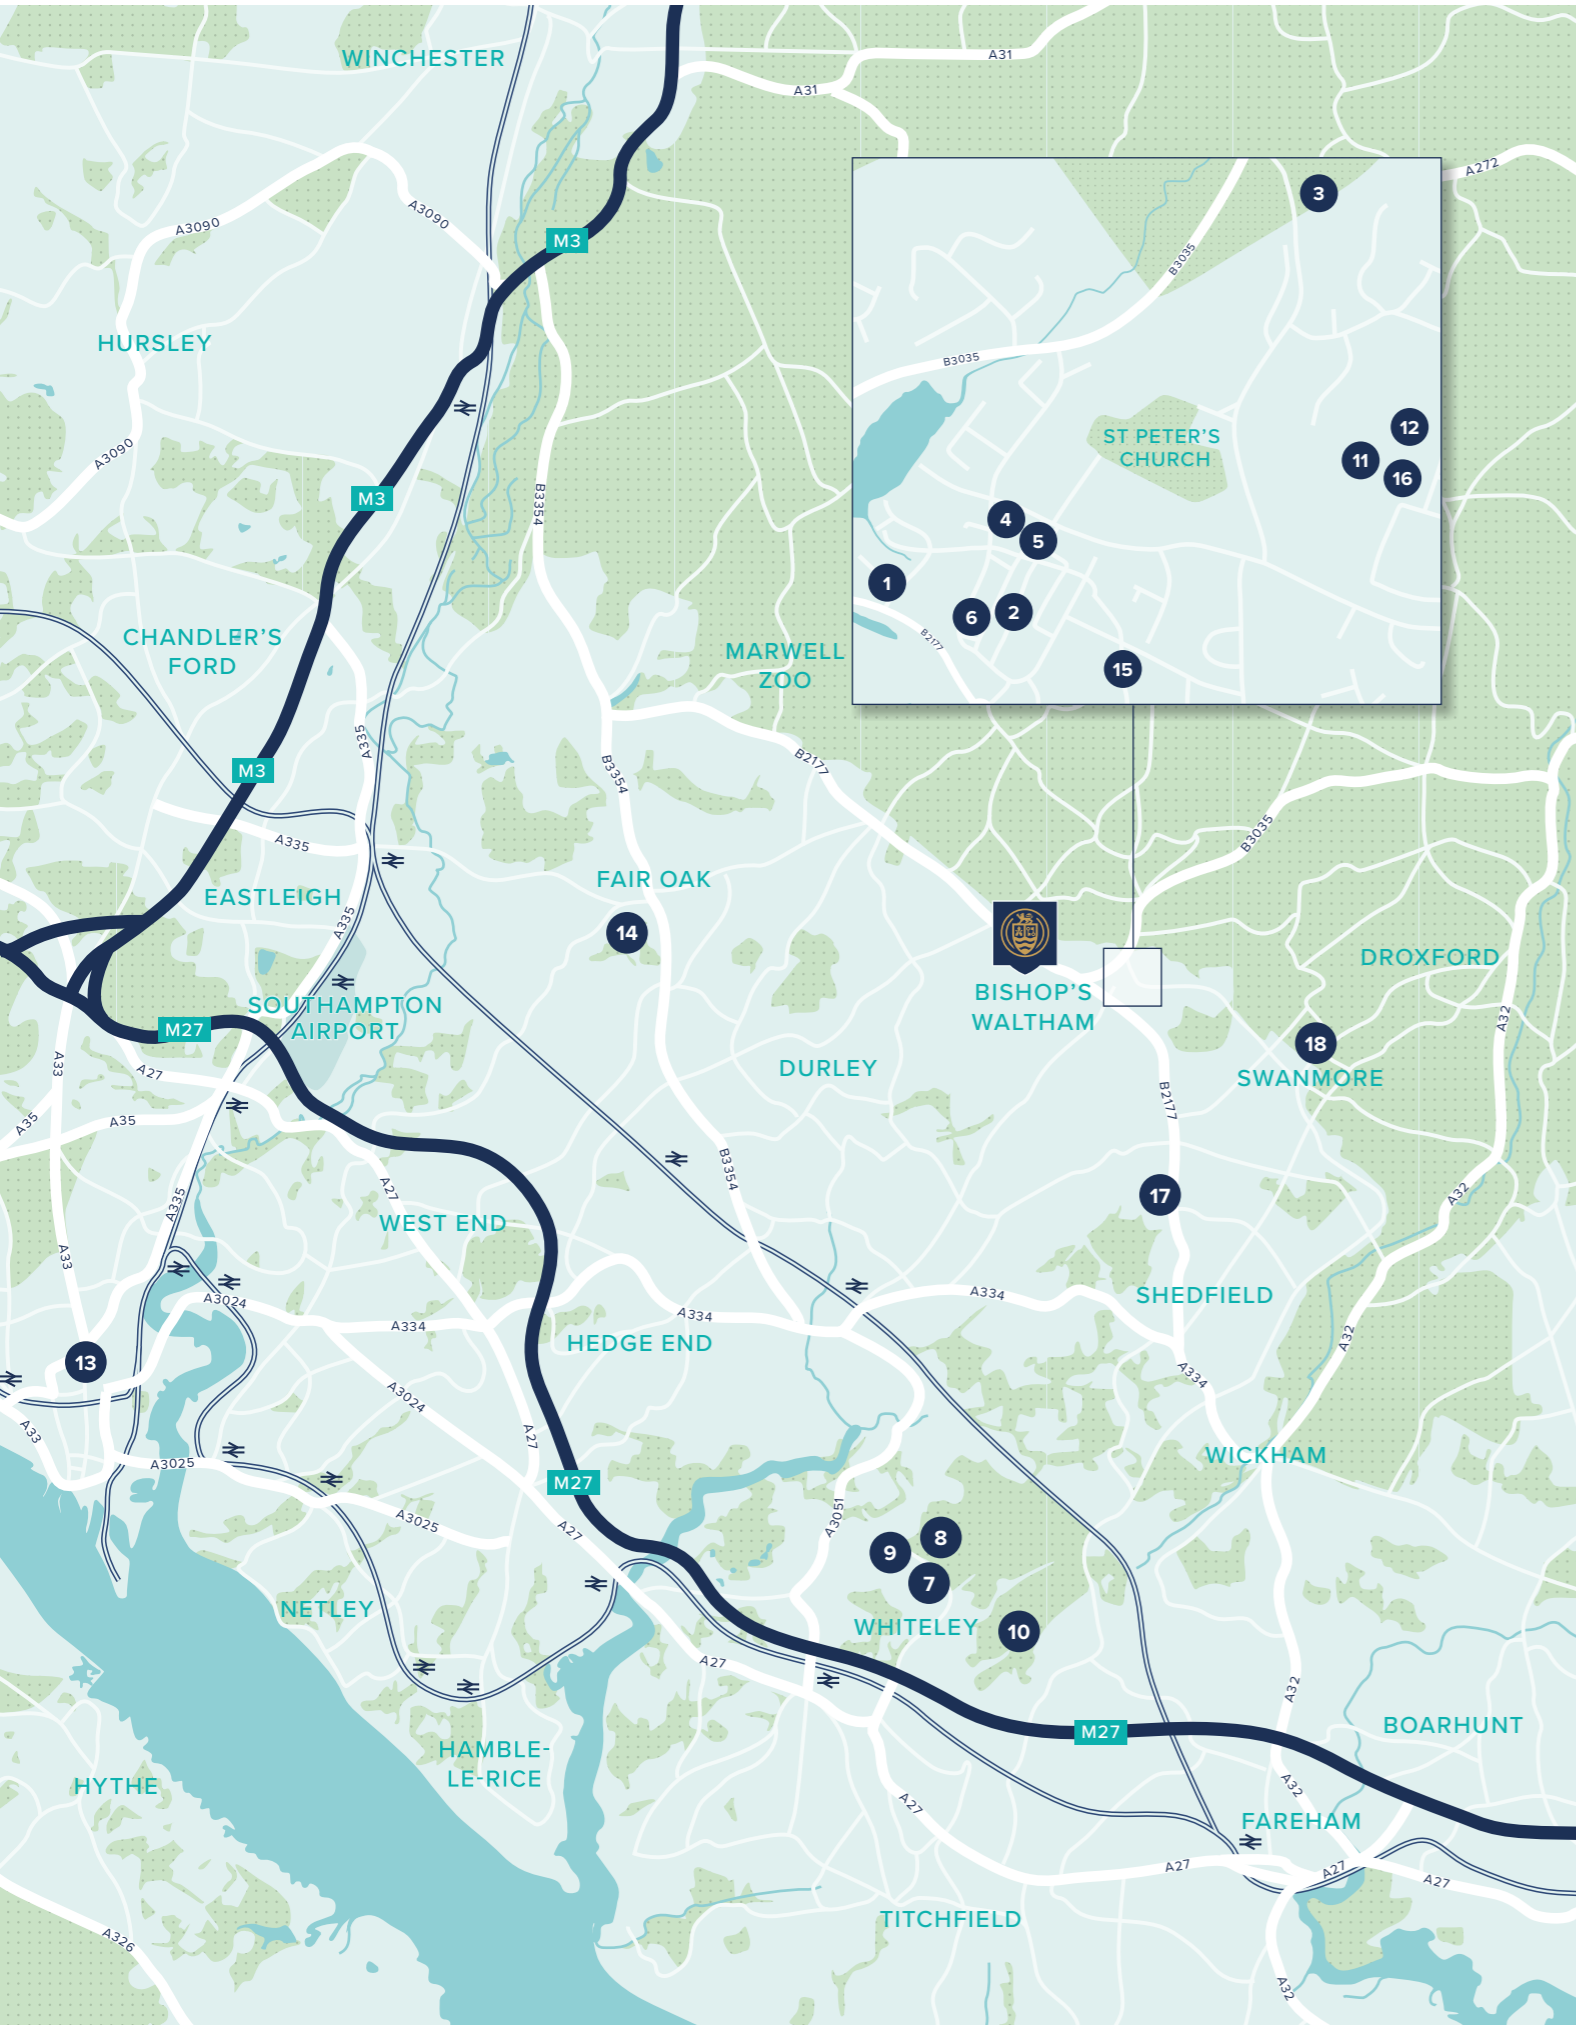 WINCHESTER
A31
A31
A272
3
A3090
A3090
M3
B3035
HURSLEY
B3035
A3090
ST PETER'S
CHURCH
12
11
16
M3
B3354
4
5
1
6
2
B2177
15
CHANDLER'S
FORD
MARWELL
ZOO
A335
M3
B3354
B2177
A335
B3035
EASTLEIGH
A335
FAIR OAK
14
BISHOP'S
WALTHAM
DROXFORD
SOUTHAMPTON
AIRPORT
M27
A32
18
SWANMORE
A33
A27
DURLEY
B2177
A35
A35
B3354
A27
A335
WEST END
17
A32
A33
A3024
A334
A334
A334
SHEDFIELD
HEDGE END
A32
13
A334
A3024
A33
A27
WICKHAM
A3025
M27
A3025
A27
A3051
9
8
7
NETLEY
WHITELEY
10
A27
A32
M27
BOARHUNT
HAMBLE-
LE-RICE
HYTHE
A32
A27
FAREHAM
A27
A27
A27
TITCHFIELD
A326
A32